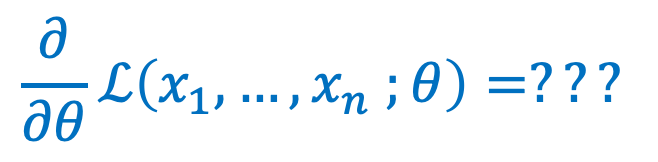 ∂/∂θ ℒ(x₁, …, xₙ ; θ) =???